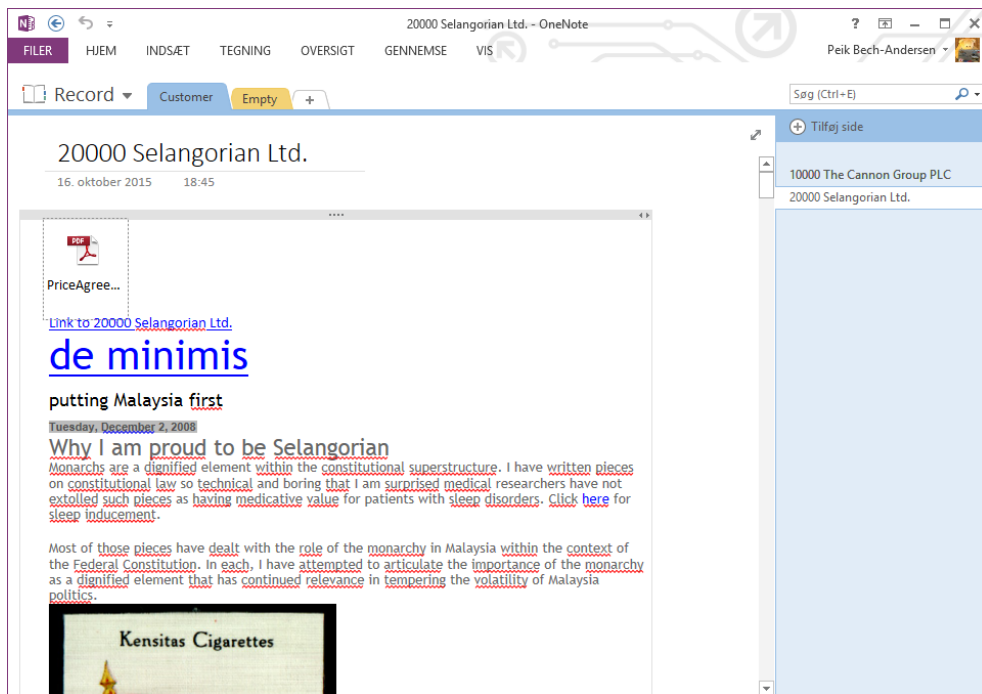 20000 Selangorian Ltd. - OneNote
?
FILER HJEM INDSÆT TEGNING OVERSIGT GENNEMSE VIS
Peik Bech-Andersen
Record
Customer
Empty
+
Søg (Ctrl+E)
Tilføj side
10000 The Cannon Group PLC
20000 Selangorian Ltd.
20000 Selangorian Ltd.
16. oktober 2015 18:45
PDF
PriceAgree...
Link to 20000 Selangorian Ltd.
de minimis
putting Malaysia first
Tuesday, December 2, 2008
Why I am proud to be Selangorian
Monarchs are a dignified element within the constitutional superstructure. I have written pieces
on constitutional law so technical and boring that I am surprised medical researchers have not
extolled such pieces as having medicative value for patients with sleep disorders. Click here for
sleep inducement.
Most of those pieces have dealt with the role of the monarchy in Malaysia within the context of
the Federal Constitution. In each, I have attempted to articulate the importance of the monarchy
as a dignified element that has continued relevance in tempering the volatility of Malaysia
politics.
Kensitas Cigarettes